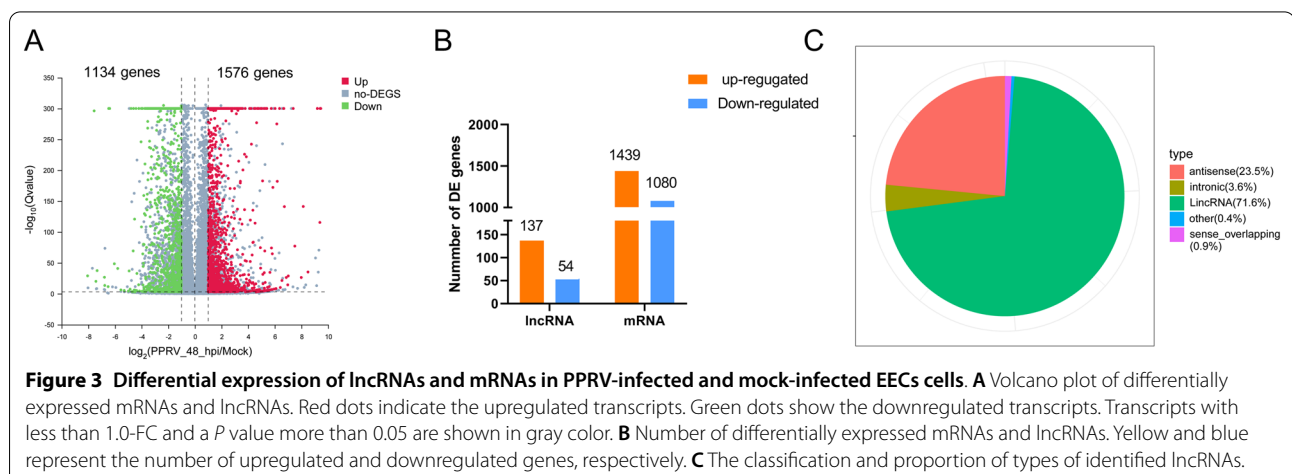 A
1134 genes 1576 genes
Up
no-DEGS
Down
350
300
250
200
150
100
50
0
-50
-log10(Qvalue)
-10 -8 -6 -4 -2 0 2 4 6 8 10
log2(PPRV_48_hpi/Mock)
B
up-regugated
Down-regulated
Nummber of DE genes
2000
1500
1000
150
100
50
0
137
54
1439
1080
lncRNA mRNA
C
type
antisense(23.5%)
intronic(3.6%)
LincRNA(71.6%)
other(0.4%)
sense_overlapping
(0.9%)
Figure 3 Differential expression of lncRNAs and mRNAs in PPRV-infected and mock-infected EECs cells. A Volcano plot of differentially
expressed mRNAs and lncRNAs. Red dots indicate the upregulated transcripts. Green dots show the downregulated transcripts. Transcripts with
less than 1.0-FC and a P value more than 0.05 are shown in gray color. B Number of differentially expressed mRNAs and lncRNAs. Yellow and blue
represent the number of upregulated and downregulated genes, respectively. C The classification and proportion of types of identified lncRNAs.